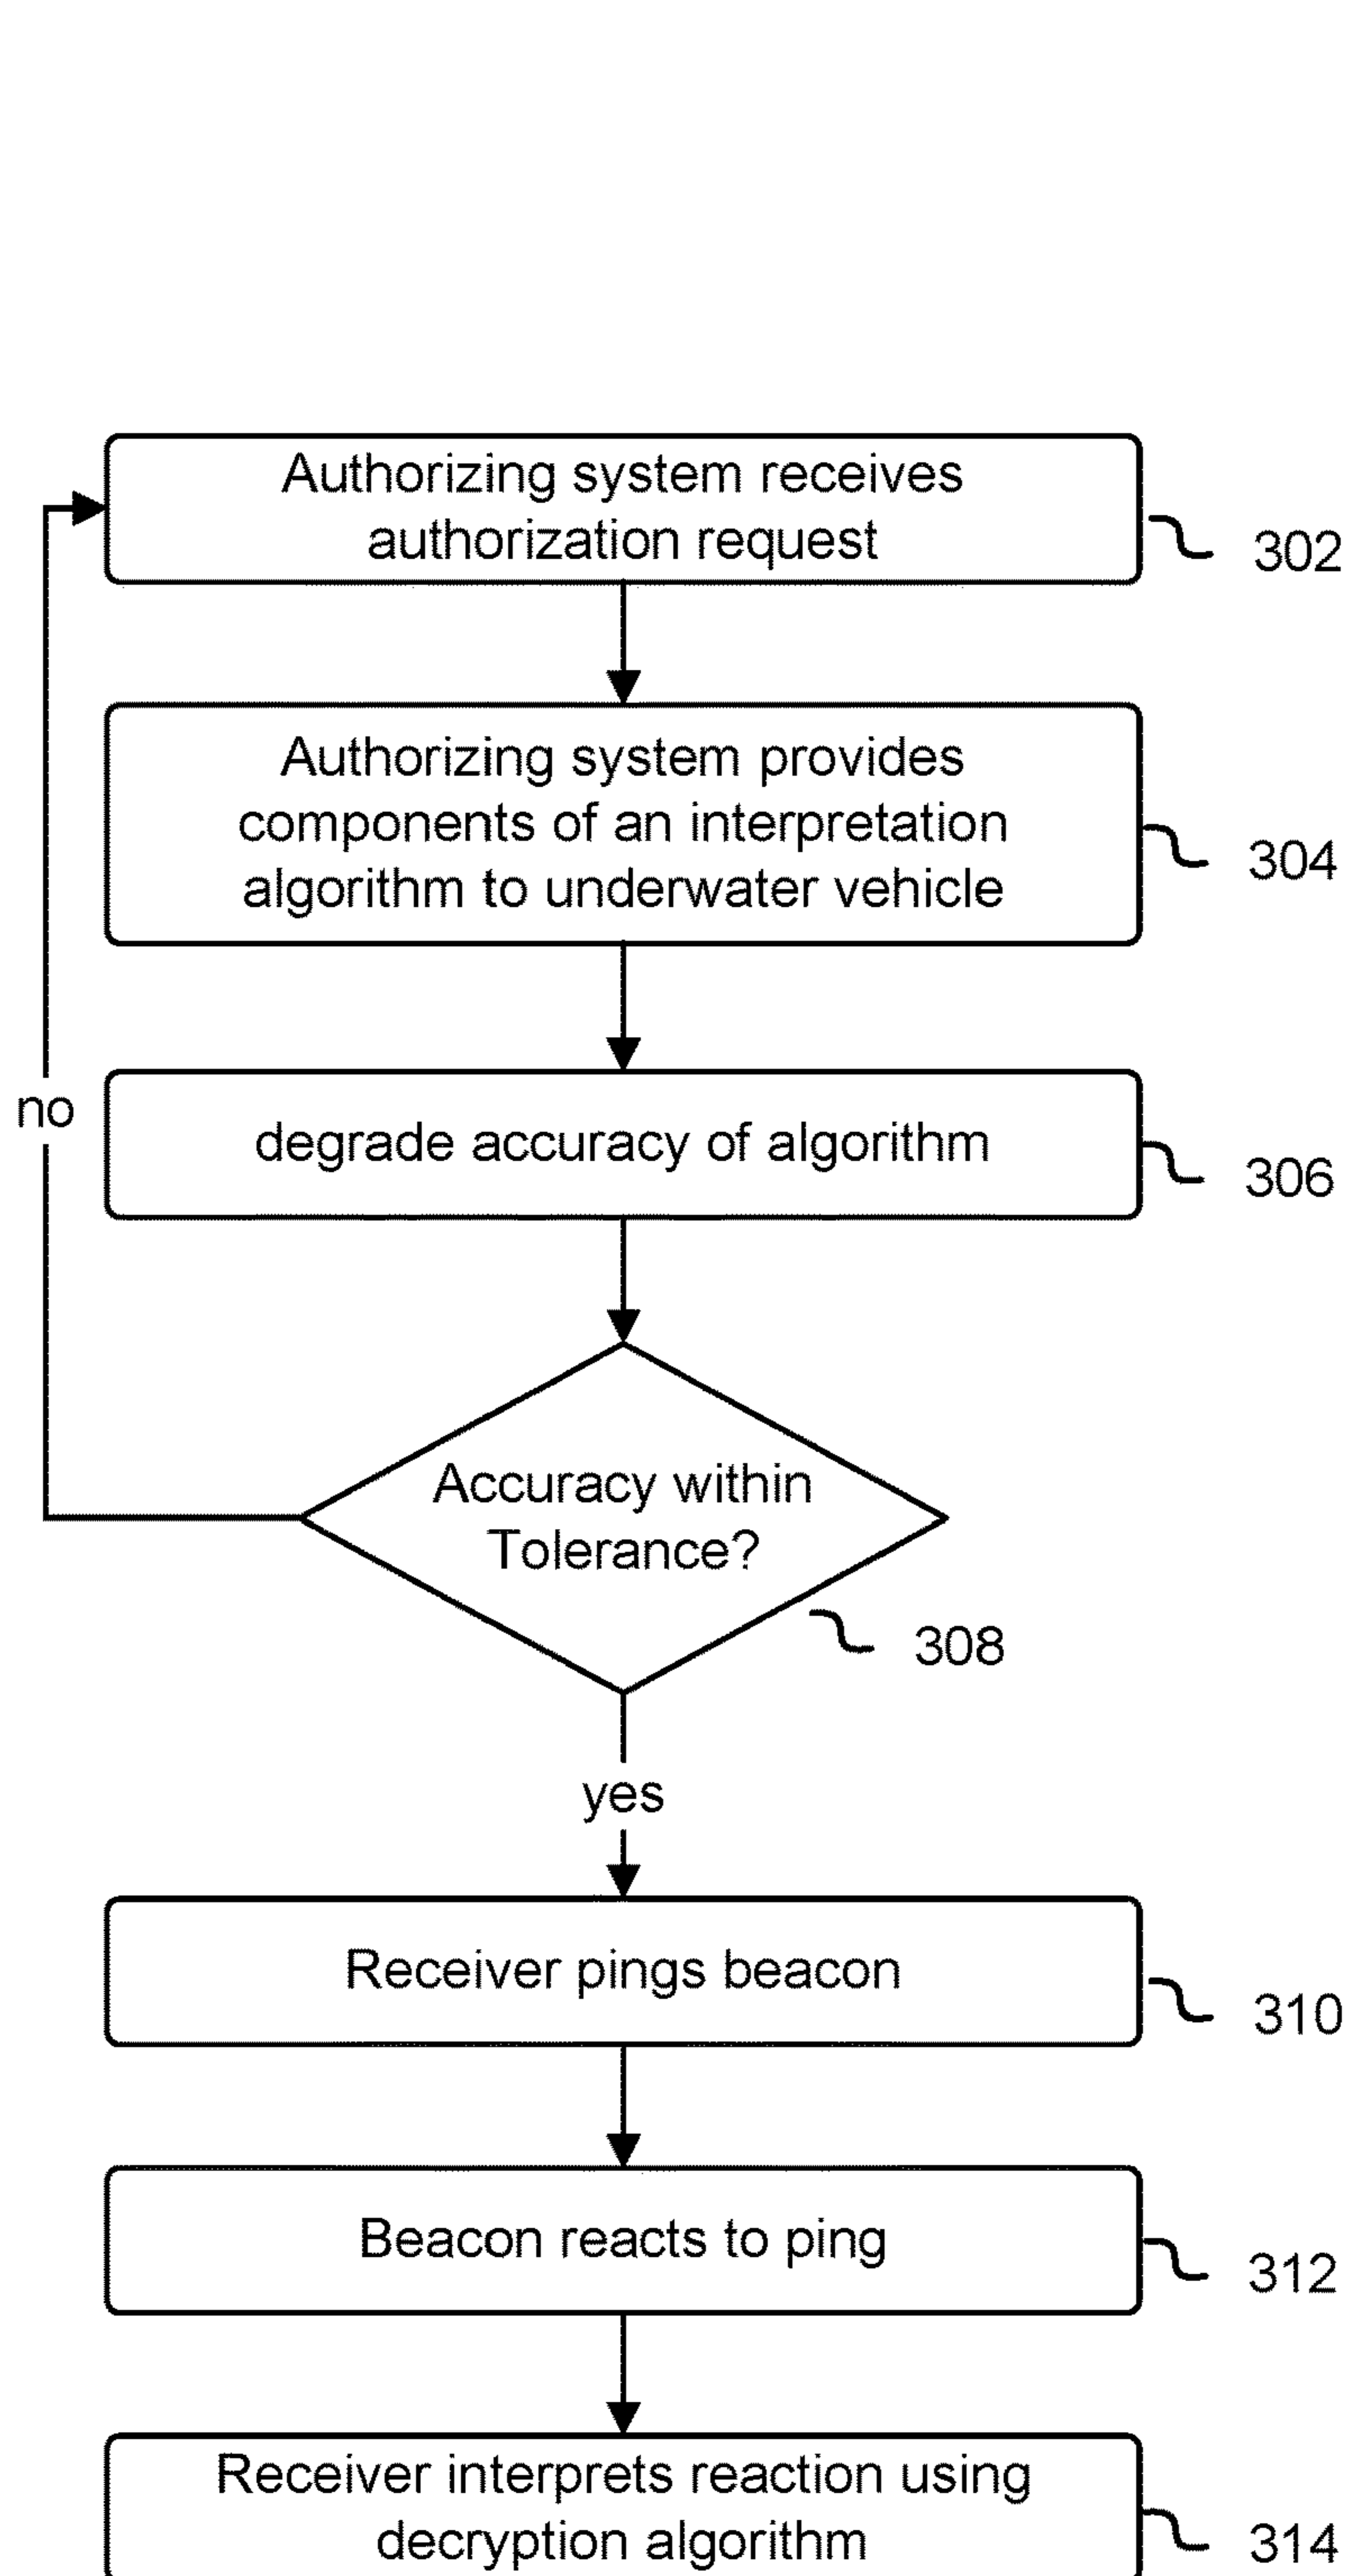 Authorizing system receives
authorization request
302
Authorizing system provides
components of an interpretation
algorithm to underwater vehicle
304
no
degrade accuracy of algorithm
306
Accuracy within
Tolerance?
308
yes
Receiver pings beacon
310
Beacon reacts to ping
312
Receiver interprets reaction using
decryption algorithm
314